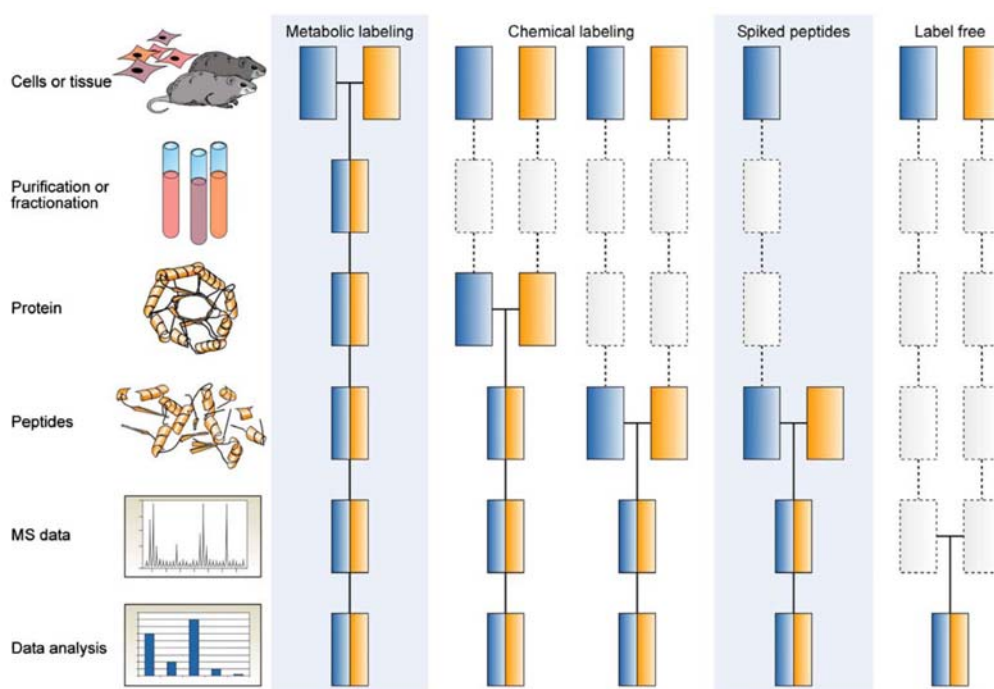 Metabolic labeling
Chemical labeling
Spiked peptides
Label free
Cells or tissue
Purification or
fractionation
Protein
Peptides
MS data
Data analysis